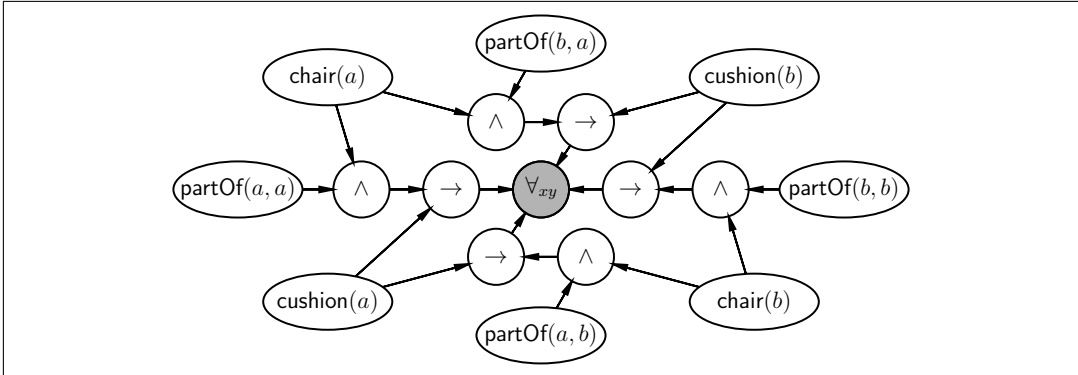 partOf(b, a)
chair(a)
cushion(b)
∧
→
partOf(a, a)
∧
→
∀xy
→
∧
partOf(b, b)
→
∧
cushion(a)
chair(b)
partOf(a, b)